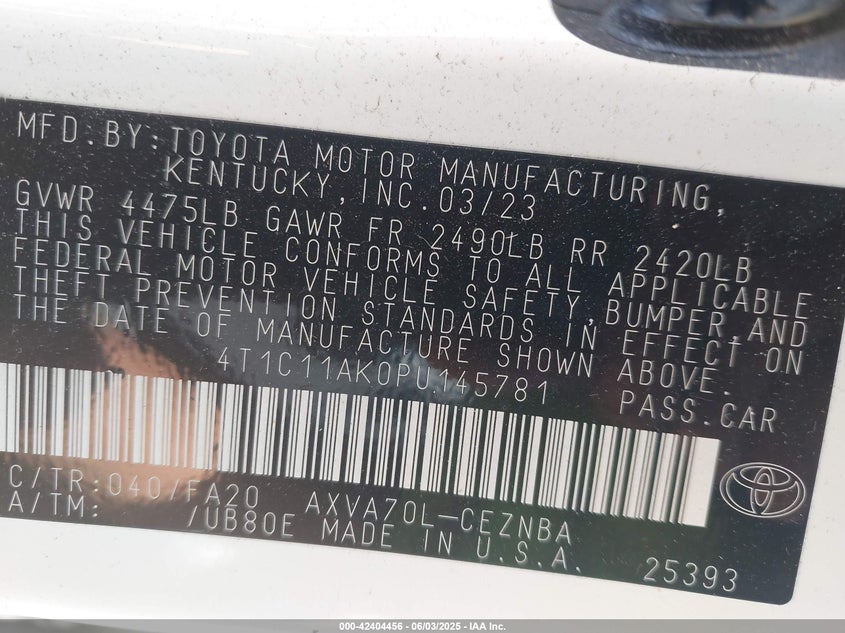 MFD. BY: TOYOTA MOTOR MANUFACTURING,
KENTUCKY, INC. 03/23
GVWR 4475LB GAWR FR 2490LB RR 2420LB
THIS VEHICLE CONFORMS TO ALL APPLICABLE
FEDERAL MOTOR VEHICLE SAFETY, BUMPER, AND
THEFT PREVENTION STANDARDS IN EFFECT ON
THE DATE OF MANUFACTURE SHOWN ABOVE.
4T1C11AK0PU145781 PASS. CAR
C/TR: 040/FA20 AXVA70L-CEZNBA
A/TM: /UB80E MADE IN U.S.A. 25393
000-42404456 - 06/03/2025 - IAA Inc.